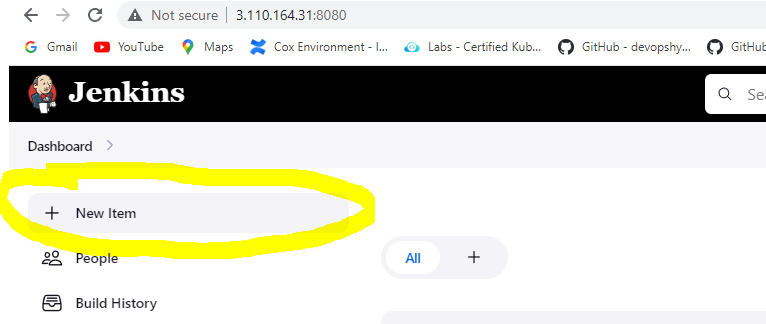 Not secure | 3.110.164.31:8080
Gmail YouTube Maps Cox Environment - I... Labs - Certified Kub... GitHub - devopshy... GitHub
Jenkins
Sea
Dashboard
New Item
People
All +
Build History